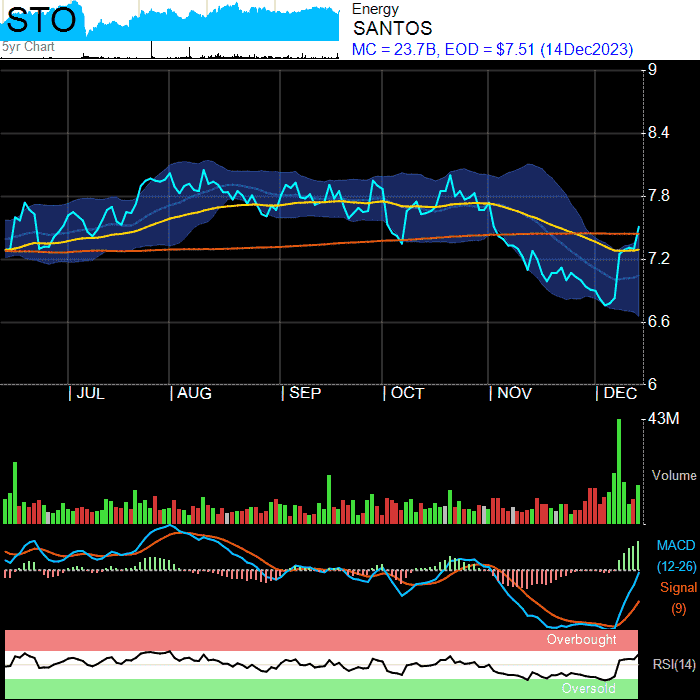 STO
5yr Chart
Energy
SANTOS
MC = 23.7B, EOD = $7.51 (14Dec2023)
9
8.4
7.8
7.2
6.6
6
JUL AUG SEP OCT NOV DEC
43M
Volume
MACD
(12-26)
Signal
(9)
Overbought
RSI(14)
Oversold